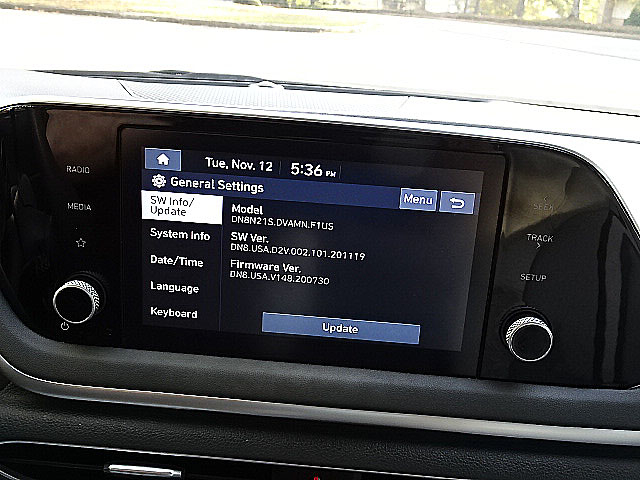 RADIO
MEDIA
Tue, Nov. 12 5:36 PM
General Settings
Menu
SW Info/
Update
System Info
Date/Time
Language
Keyboard
Model
DN8N21S.DVAMN.F1US
SW Ver.
DN8.USA.D2V.002.101.201119
Firmware Ver.
DN8.USA.V148.200730
Update
SEEK
TRACK
SETUP